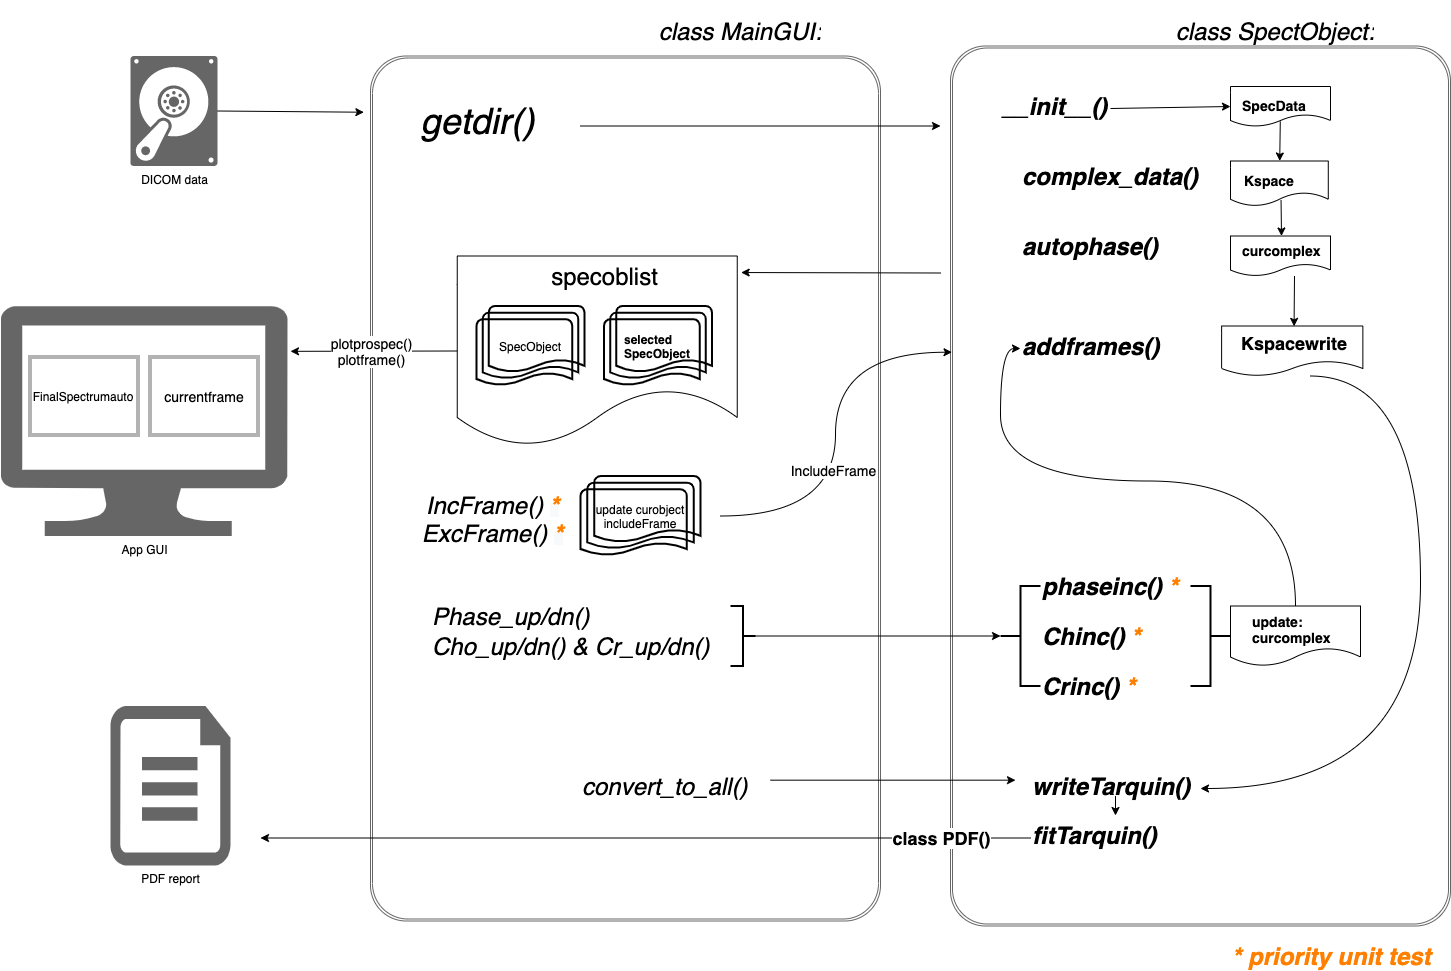 class MainGUI:
class SpectObject:
DICOM data
getdir()
__init__()
SpecData
complex_data()
Kspace
autophase()
curcomplex
specoblist
SpecObject
selected
SpecObject
plotprospec()
plotframe()
addframes()
Kspacewrite
FinalSpectrumauto
currentframe
App GUI
IncludeFrame
IncFrame() *
ExcFrame() *
update curobject
includeFrame
Phase_up/dn()
Cho_up/dn() & Cr_up/dn()
phaseinc() *
Chinc() *
Crinc() *
update:
curcomplex
convert_to_all()
writeTarquin()
class PDF()
fitTarquin()
PDF report
* priority unit test